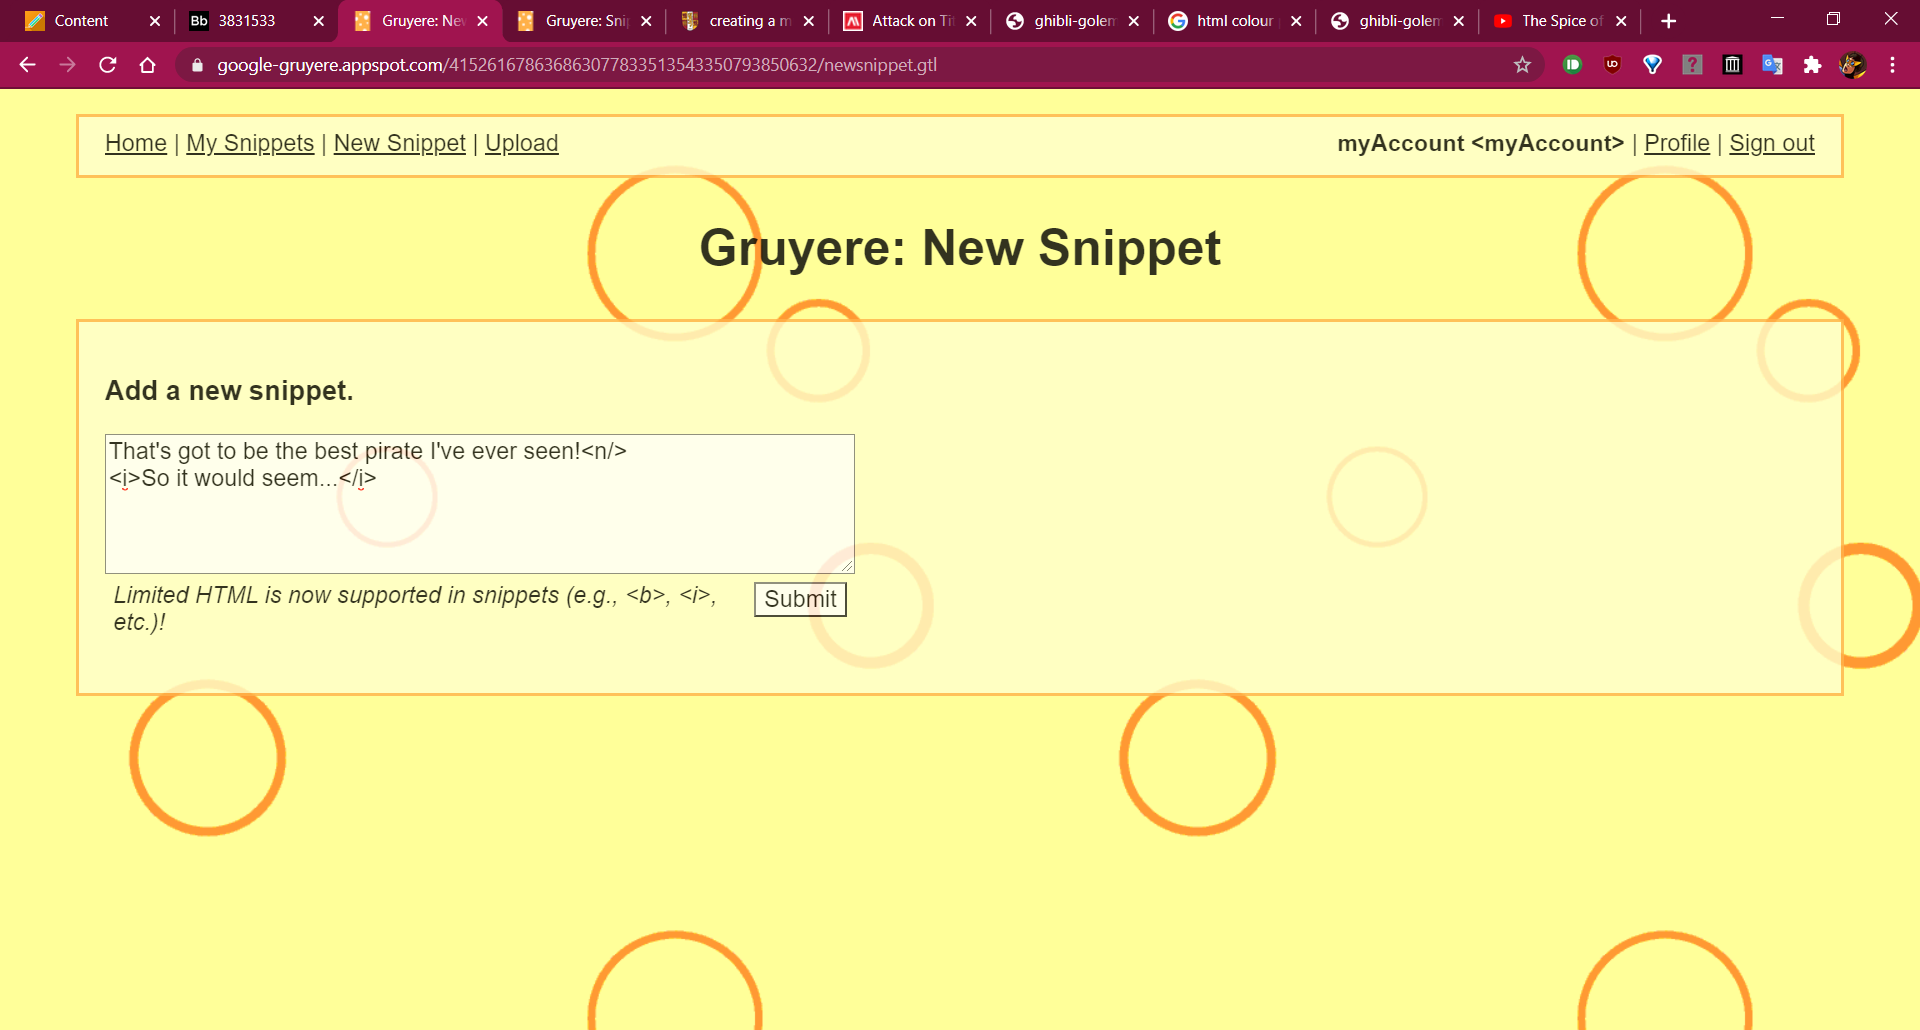 Content
Bb 3831533
Gruyere: Nev
Gruyere: Sni
creating a m
Attack on Ti
ghibli-golem
html colour
ghibli-golem
The Spice of
google-gruyere.appspot.com/415261678636863077833513543350793850632/newsnippet.gtl
Home | My Snippets | New Snippet | Upload
myAccount <myAccount> | Profile | Sign out
Gruyere: New Snippet
Add a new snippet.
That's got to be the best pirate I've ever seen!<n/>
<i>So it would seem...</i>
Limited HTML is now supported in snippets (e.g., <b>, <i>,
etc.)!
Submit